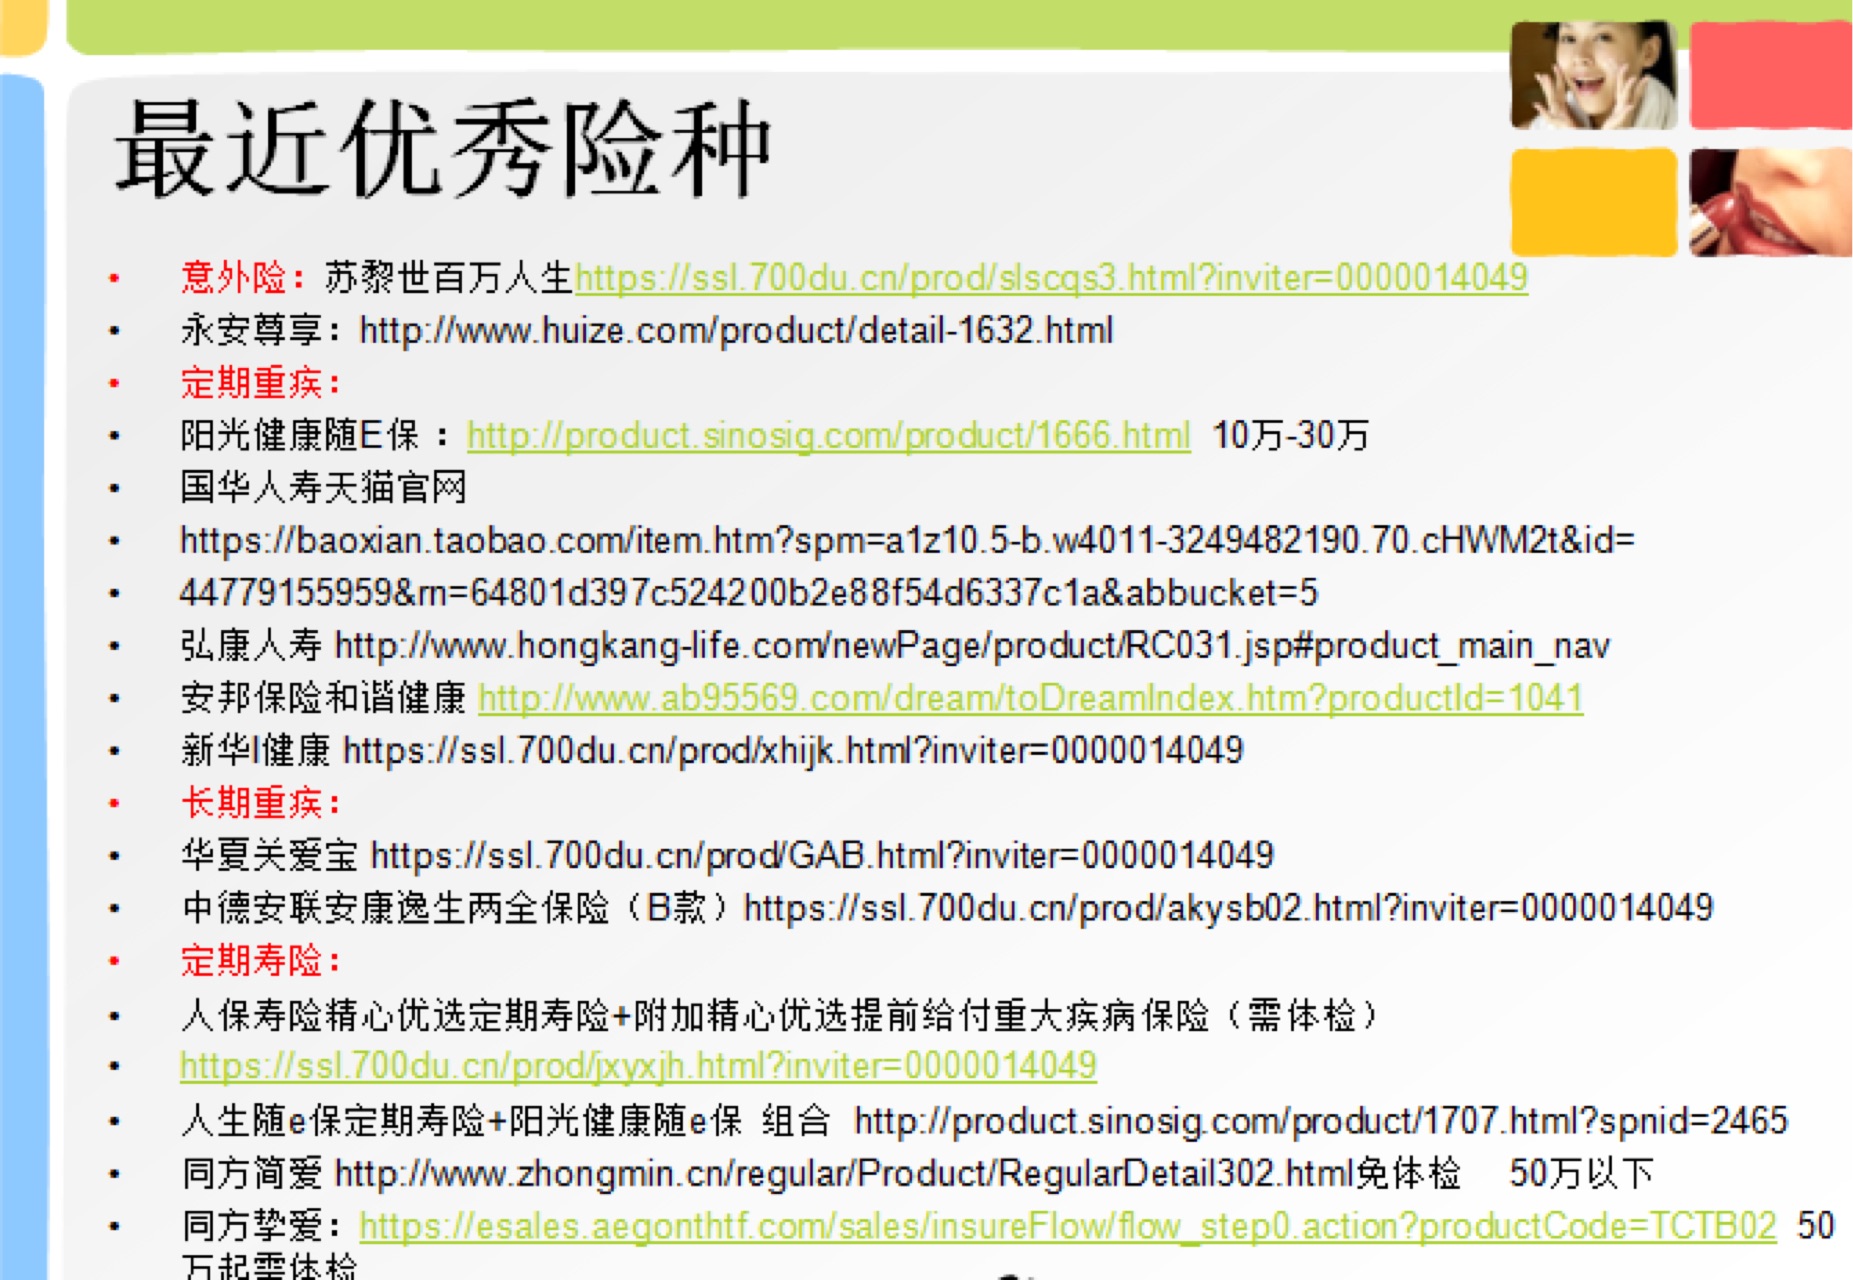 最近优秀险种
意外险：苏黎世百万人生https://ssl.700du.cn/prod/slscqs3.html?inviter=0000014049
永安尊享：http://www.huize.com/product/detail-1632.html
定期重疾：
阳光健康随E保 ：http://product.sinosig.com/product/1666.html 10万-30万
国华人寿天猫官网
https://baoxian.taobao.com/item.htm?spm=a1z10.5-b.w4011-3249482190.70.cHWM2t&id=
44779155959&rn=64801d397c524200b2e88f54d6337c1a&abbucket=5
弘康人寿 http://www.hongkang-life.com/newPage/product/RC031.jsp#product_main_nav
安邦保险和谐健康 http://www.ab95569.com/dream/toDreamIndex.htm?productId=1041
新华I健康 https://ssl.700du.cn/prod/xhijk.html?inviter=0000014049
长期重疾：
华夏关爱宝 https://ssl.700du.cn/prod/GAB.html?inviter=0000014049
中德安联安康逸生两全保险（B款）https://ssl.700du.cn/prod/akysb02.html?inviter=0000014049
定期寿险：
人保寿险精心优选定期寿险+附加精心优选提前给付重大疾病保险（需体检）
https://ssl.700du.cn/prod/jxyxjh.html?inviter=0000014049
人生随e保定期寿险+阳光健康随e保 组合 http://product.sinosig.com/product/1707.html?spnid=2465
同方简爱 http://www.zhongmin.cn/regular/Product/RegularDetail302.html免体检 50万以下
同方挚爱：https://esales.aegonthtf.com/sales/insureFlow/flow_step0.action?productCode=TCTB02 50
万起需体检